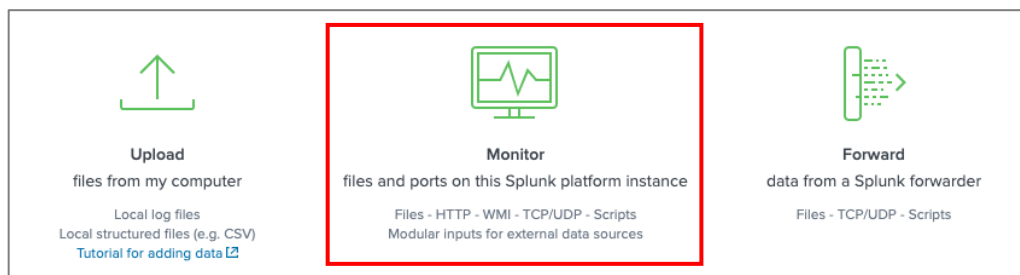 Upload
files from my computer
Local log files
Local structured files (e.g. CSV)
Tutorial for adding data
Monitor
files and ports on this Splunk platform instance
Files - HTTP - WMI - TCP/UDP - Scripts
Modular inputs for external data sources
Forward
data from a Splunk forwarder
Files - TCP/UDP - Scripts